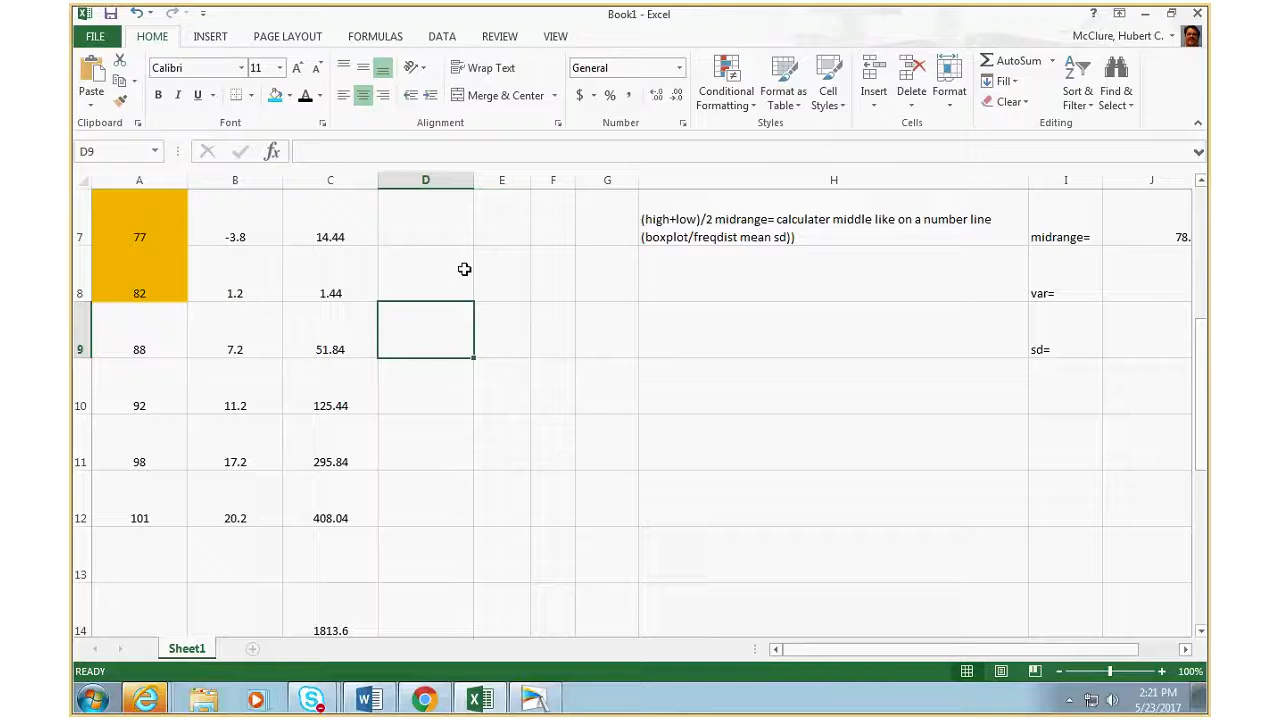 Book1 - Excel
FILE HOME INSERT PAGE LAYOUT FORMULAS DATA REVIEW VIEW McClure, Hubert C.
Calibri 11 Wrap Text General AutoSum
Fill
Paste B I U Merge & Center $ % , Conditional Formatting Format as Table Cell Styles Insert Delete Format Clear Sort & Filter Find & Select
Clipboard Font Alignment Number Styles Cells Editing
D9 fx
A B C D E F G H I J
(high+low)/2 midrange= calculater middle like on a number line
7 77 -3.8 14.44 (boxplot/freqdist mean sd)) midrange= 78.
8 82 1.2 1.44 var=
9 88 7.2 51.84 sd=
10 92 11.2 125.44
11 98 17.2 295.84
12 101 20.2 408.04
13
14 1813.6
Sheet1
READY 100%
2:21 PM
5/23/2017